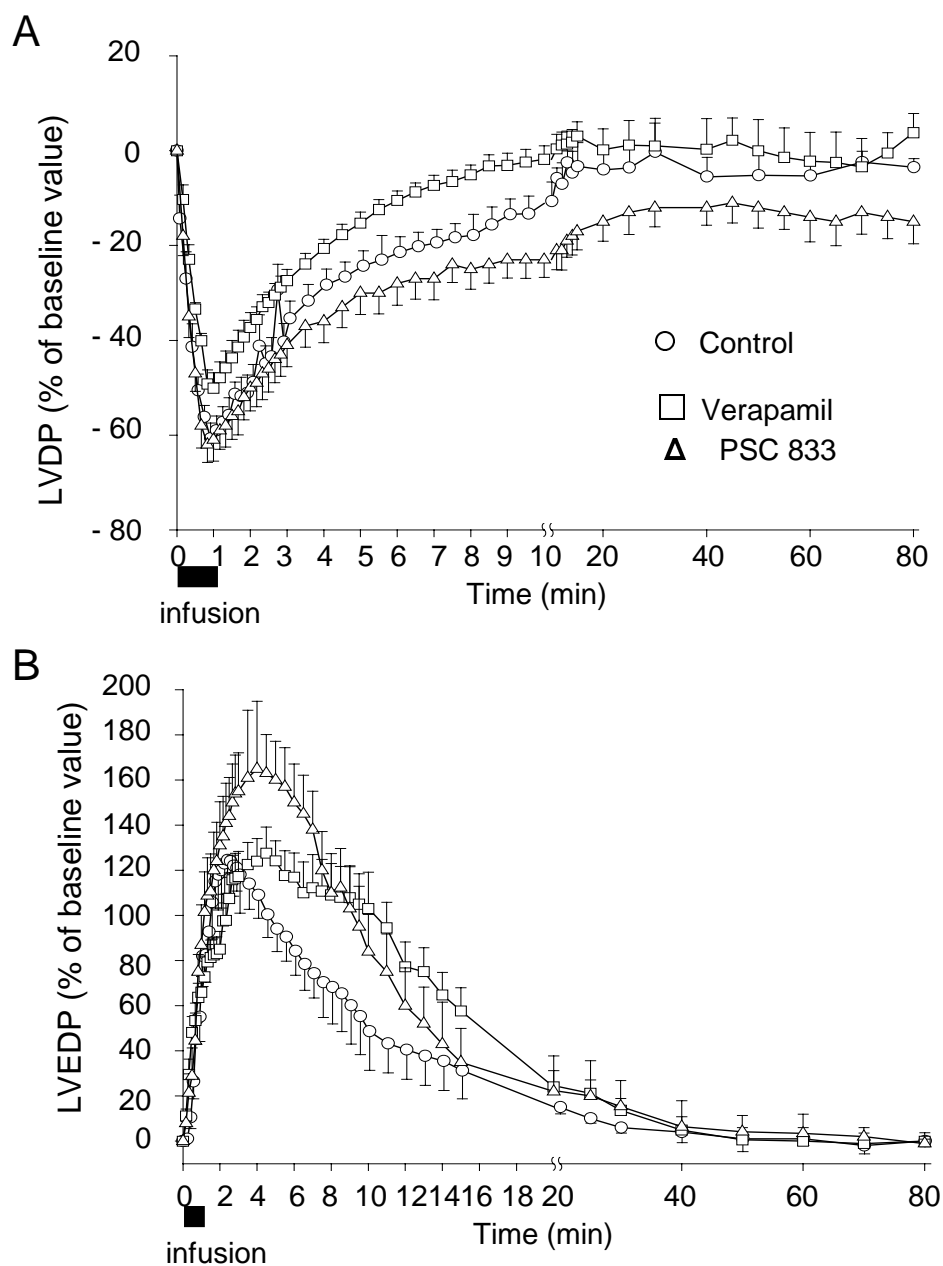 A
LVDP (% of baseline value)
20
0
- 20
- 40
- 60
- 80
Control
Verapamil
PSC 833
0 1 2 3 4 5 6 7 8 9 10 20 40 60 80
Time (min)
infusion
B
LVEDP (% of baseline value)
200
180
160
140
120
100
80
60
40
20
0
0 2 4 6 8 10 12 14 16 18 20 40 60 80
Time (min)
infusion